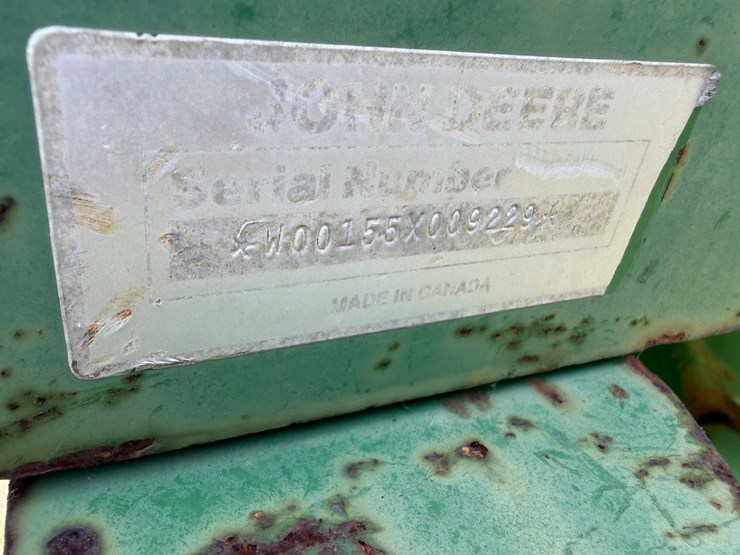 JOHN DEERE
Serial Number
*W00155X009229*
MADE IN CANADA